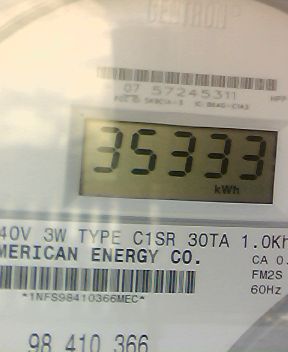 CENTRON®
07 57245311
35333
kWh
40V 3W TYPE C1SR 30TA 1.0Kh
MERICAN ENERGY CO.
CA 0.
FM2S
*1NFS98410366MEC*
60Hz
98 410 366